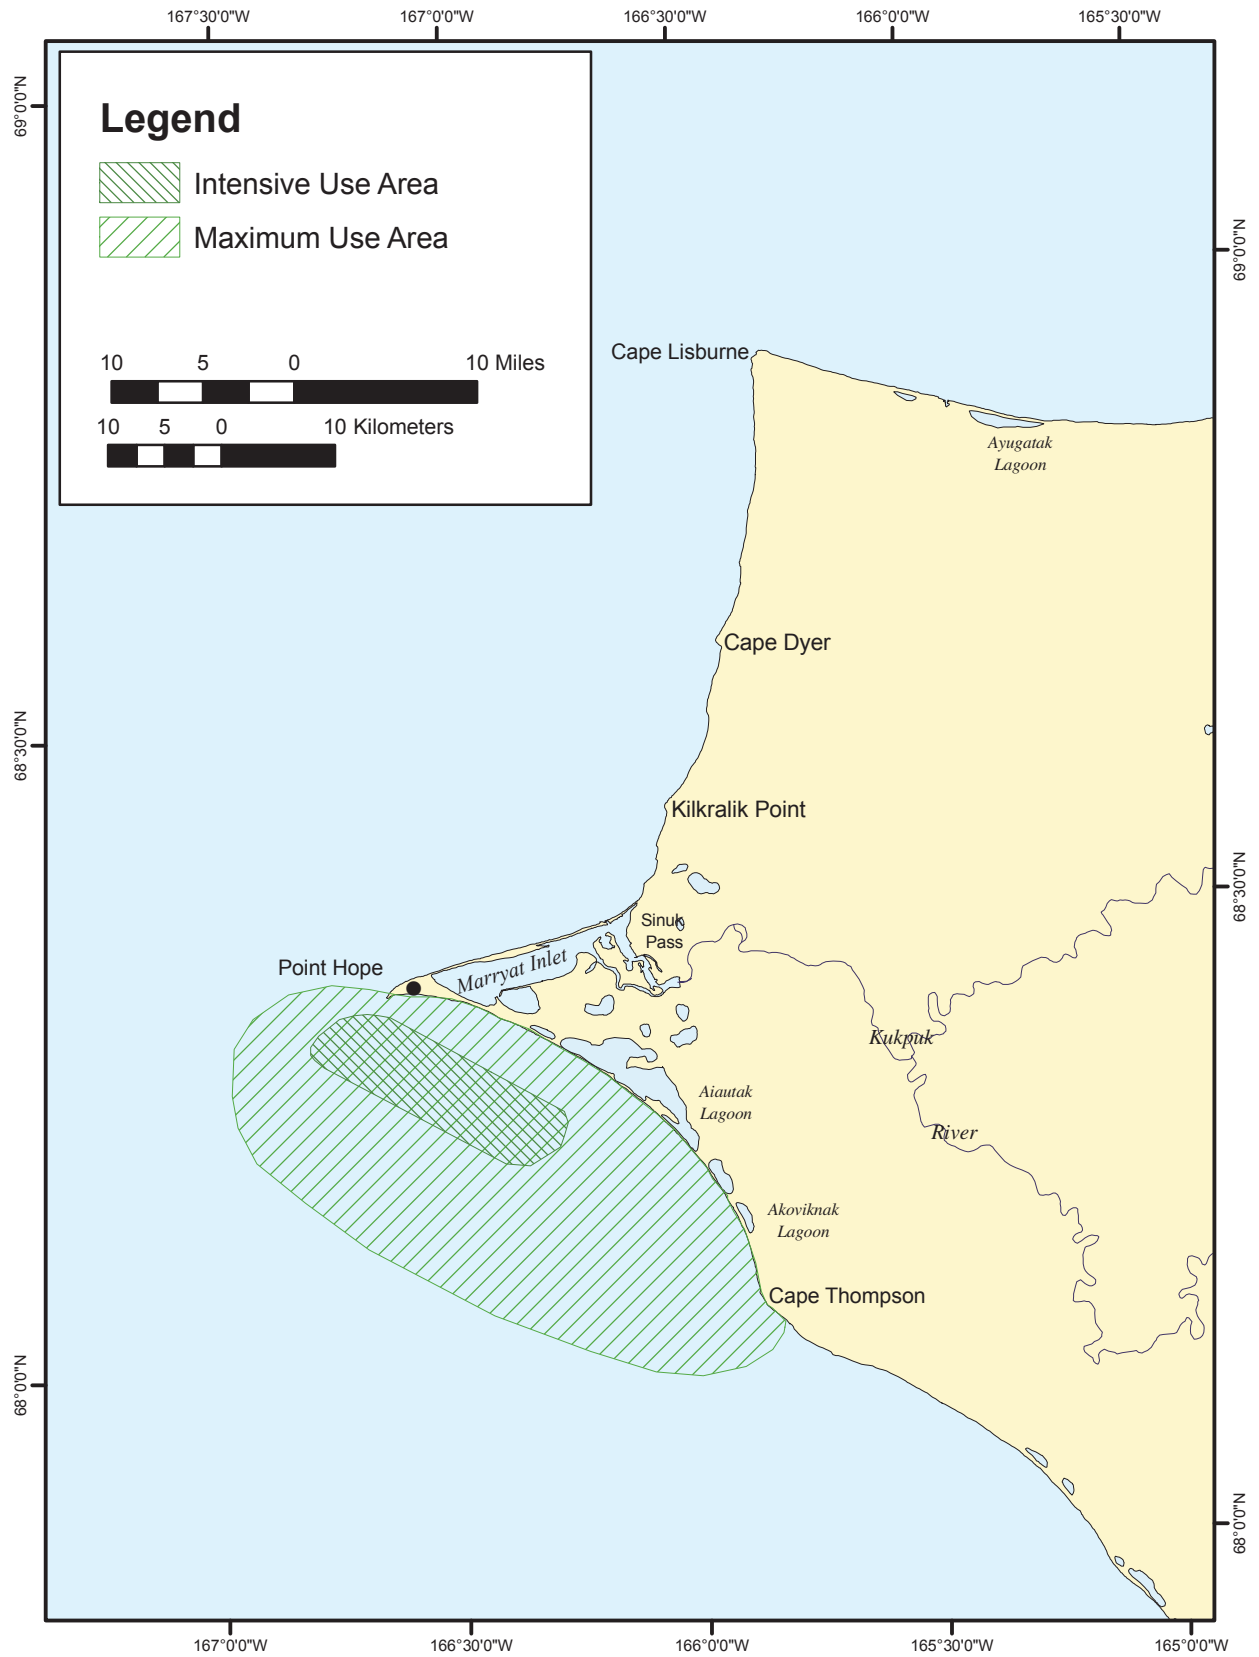 167°30'0"W 167°0'0"W 166°30'0"W 166°0'0"W 165°30'0"W
69°0'0"N
69°0'0"N
Legend
Intensive Use Area
Maximum Use Area
10 5 0 10 Miles
10 5 0 10 Kilometers
Cape Lisburne
Ayugatak
Lagoon
Cape Dyer
68°30'0"N
Kilkralik Point
68°30'0"N
Sinuk
Pass
Marryat Inlet
Point Hope
Kukpuk
River
Aiautak
Lagoon
Akoviknak
Lagoon
Cape Thompson
68°0'0"N
68°0'0"N
167°0'0"W 166°30'0"W 166°0'0"W 165°30'0"W 165°0'0"W